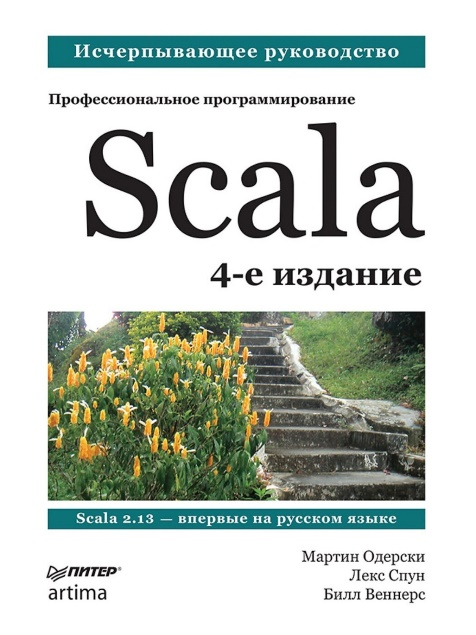 Исчерпывающее руководство
Профессиональное программирование
Scala
4-е издание
Scala 2.13 — впервые на русском языке
Мартин Одерски
Лекс Спун
Билл Веннерс
ПИТЕР
artima